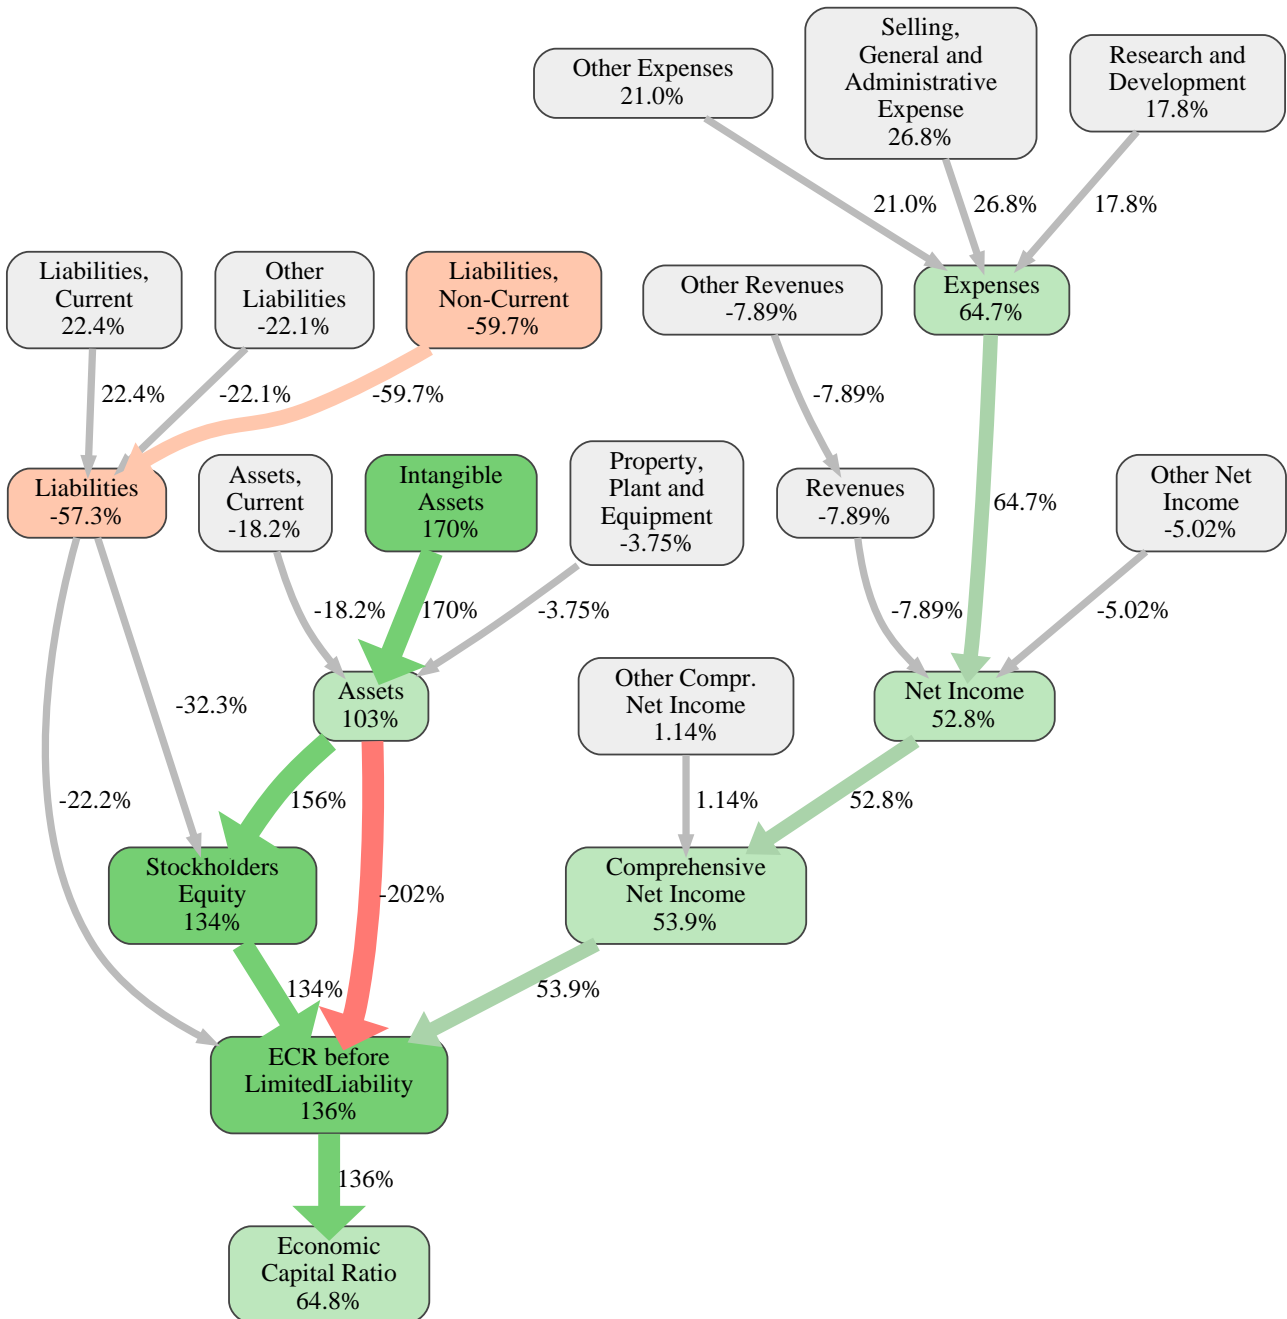 Selling,
General and
Administrative
Expense
26.8%
Other Expenses
21.0%
Research and
Development
17.8%
21.0%
26.8%
17.8%
Liabilities,
Current
22.4%
Other
Liabilities
-22.1%
Liabilities,
Non-Current
-59.7%
Other Revenues
-7.89%
Expenses
64.7%
22.4%
-22.1%
-59.7%
-7.89%
Liabilities
-57.3%
Assets,
Current
-18.2%
Intangible
Assets
170%
Property,
Plant and
Equipment
-3.75%
Revenues
-7.89%
64.7%
Other Net
Income
-5.02%
-18.2%
170%
-3.75%
-7.89%
-5.02%
-32.3%
Assets
103%
Other Compr.
Net Income
1.14%
Net Income
52.8%
-22.2%
156%
1.14%
52.8%
Stockholders
Equity
134%
-202%
Comprehensive
Net Income
53.9%
134%
53.9%
ECR before
LimitedLiability
136%
136%
Economic
Capital Ratio
64.8%